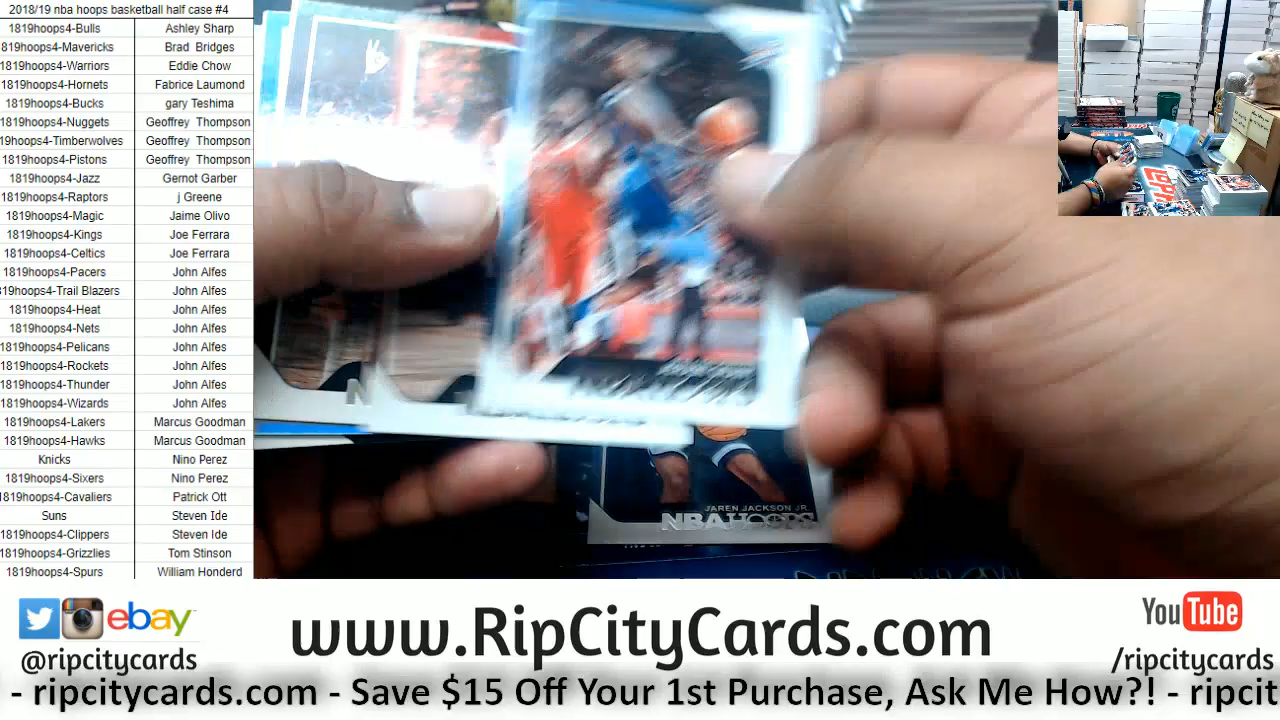 2018/19 nba hoops basketball half case #4
1819hoops4-Bulls Ashley Sharp
819hoops4-Mavericks Brad Bridges
1819hoops4-Warriors Eddie Chow
1819hoops4-Hornets Fabrice Laumond
1819hoops4-Bucks gary Teshima
1819hoops4-Nuggets Geoffrey Thompson
19hoops4-Timberwolves Geoffrey Thompson
1819hoops4-Pistons Geoffrey Thompson
1819hoops4-Jazz Gernot Garber
1819hoops4-Raptors j Greene
1819hoops4-Magic Jaime Olivo
1819hoops4-Kings Joe Ferrara
1819hoops4-Celtics Joe Ferrara
1819hoops4-Pacers John Alfes
819hoops4-Trail Blazers John Alfes
1819hoops4-Heat John Alfes
1819hoops4-Nets John Alfes
1819hoops4-Pelicans John Alfes
1819hoops4-Rockets John Alfes
1819hoops4-Thunder John Alfes
1819hoops4-Wizards John Alfes
1819hoops4-Lakers Marcus Goodman
1819hoops4-Hawks Marcus Goodman
Knicks Nino Perez
1819hoops4-Sixers Nino Perez
1819hoops4-Cavaliers Patrick Ott
Suns Steven Ide
1819hoops4-Clippers Steven Ide
1819hoops4-Grizzlies Tom Stinson
1819hoops4-Spurs William Honderd
JAREN JACKSON JR.
NBA HOOPS
ebay
@ripcitycards
www.RipCityCards.com
YouTube
/ripcitycards
- ripcitycards.com - Save $15 Off Your 1st Purchase, Ask Me How?! - ripcit